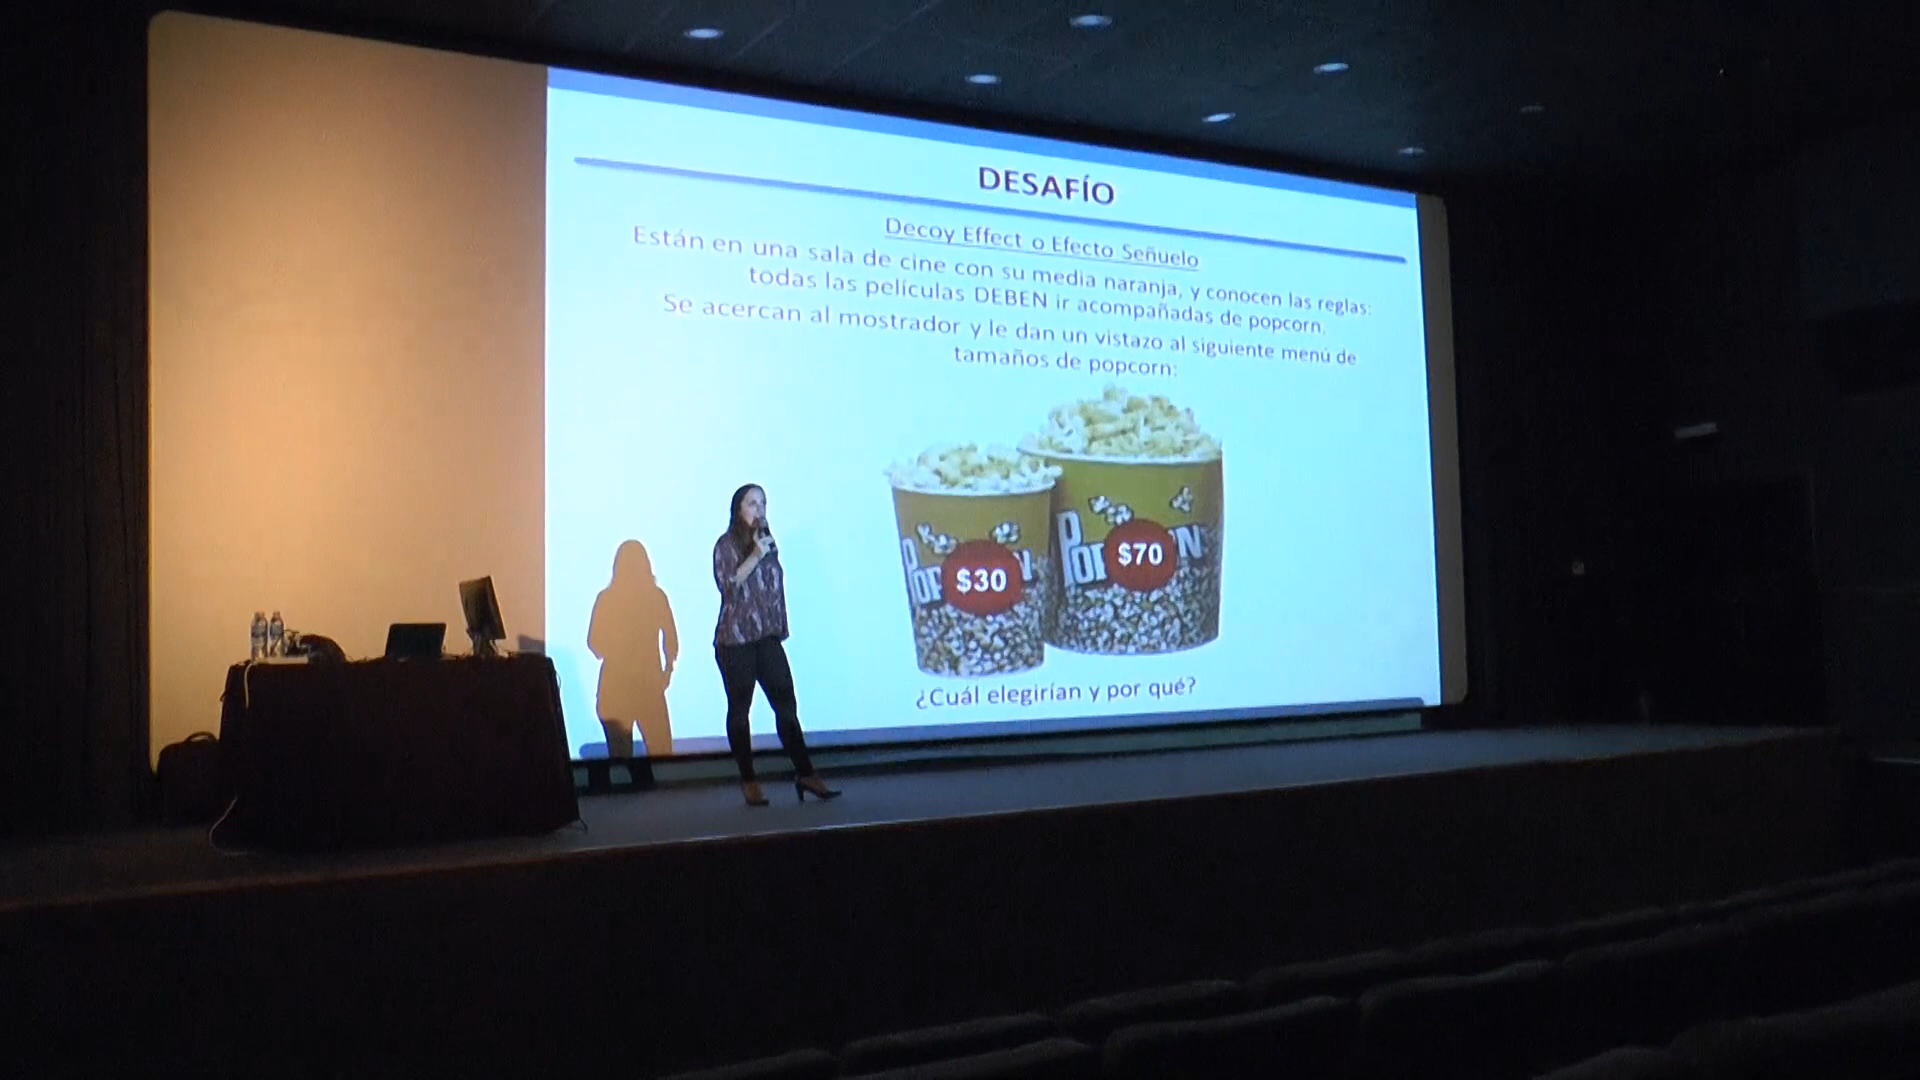 DESAFÍO
Decoy Effect o Efecto Señuelo
Están en una sala de cine con su media naranja, y conocen las reglas:
todas las películas DEBEN ir acompañadas de popcorn.
Se acercan al mostrador y le dan un vistazo al siguiente menú de
tamaños de popcorn:
$30
$70
¿Cuál elegirían y por qué?